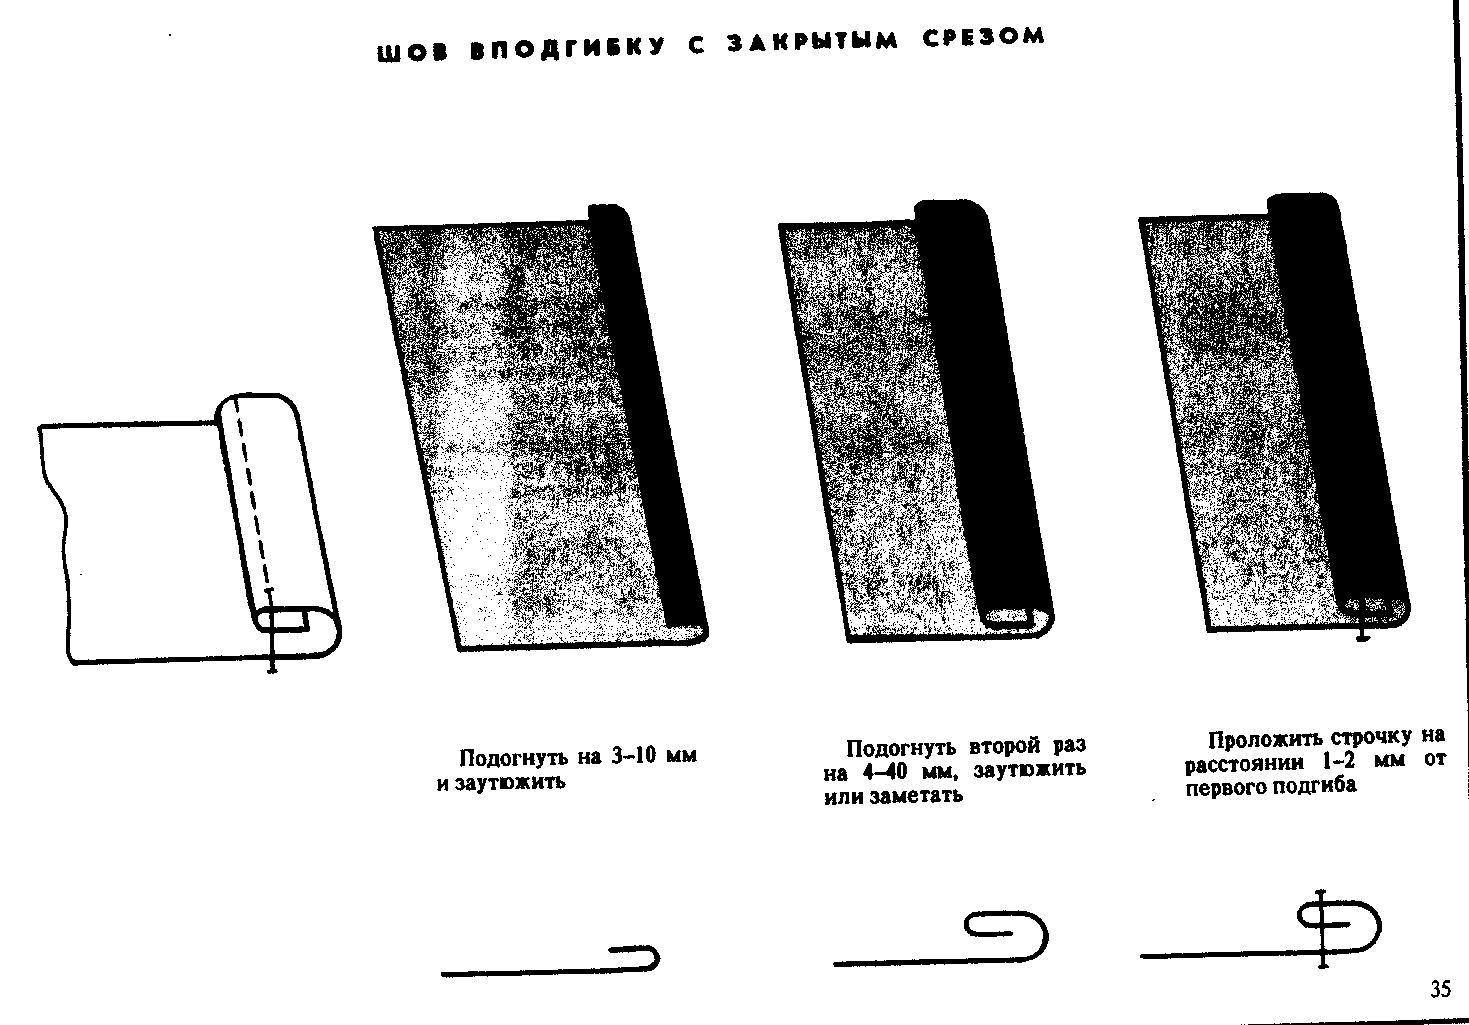 ШОВ ВПОДГИБКУ С ЗАКРЫТЫМ СРЕЗОМ
Подогнуть на 3–10 мм
и заутюжить
Подогнуть второй раз
на 4–40 мм, заутюжить
или заметать
Проложить строчку на
расстоянии 1–2 мм от
первого подгиба
35